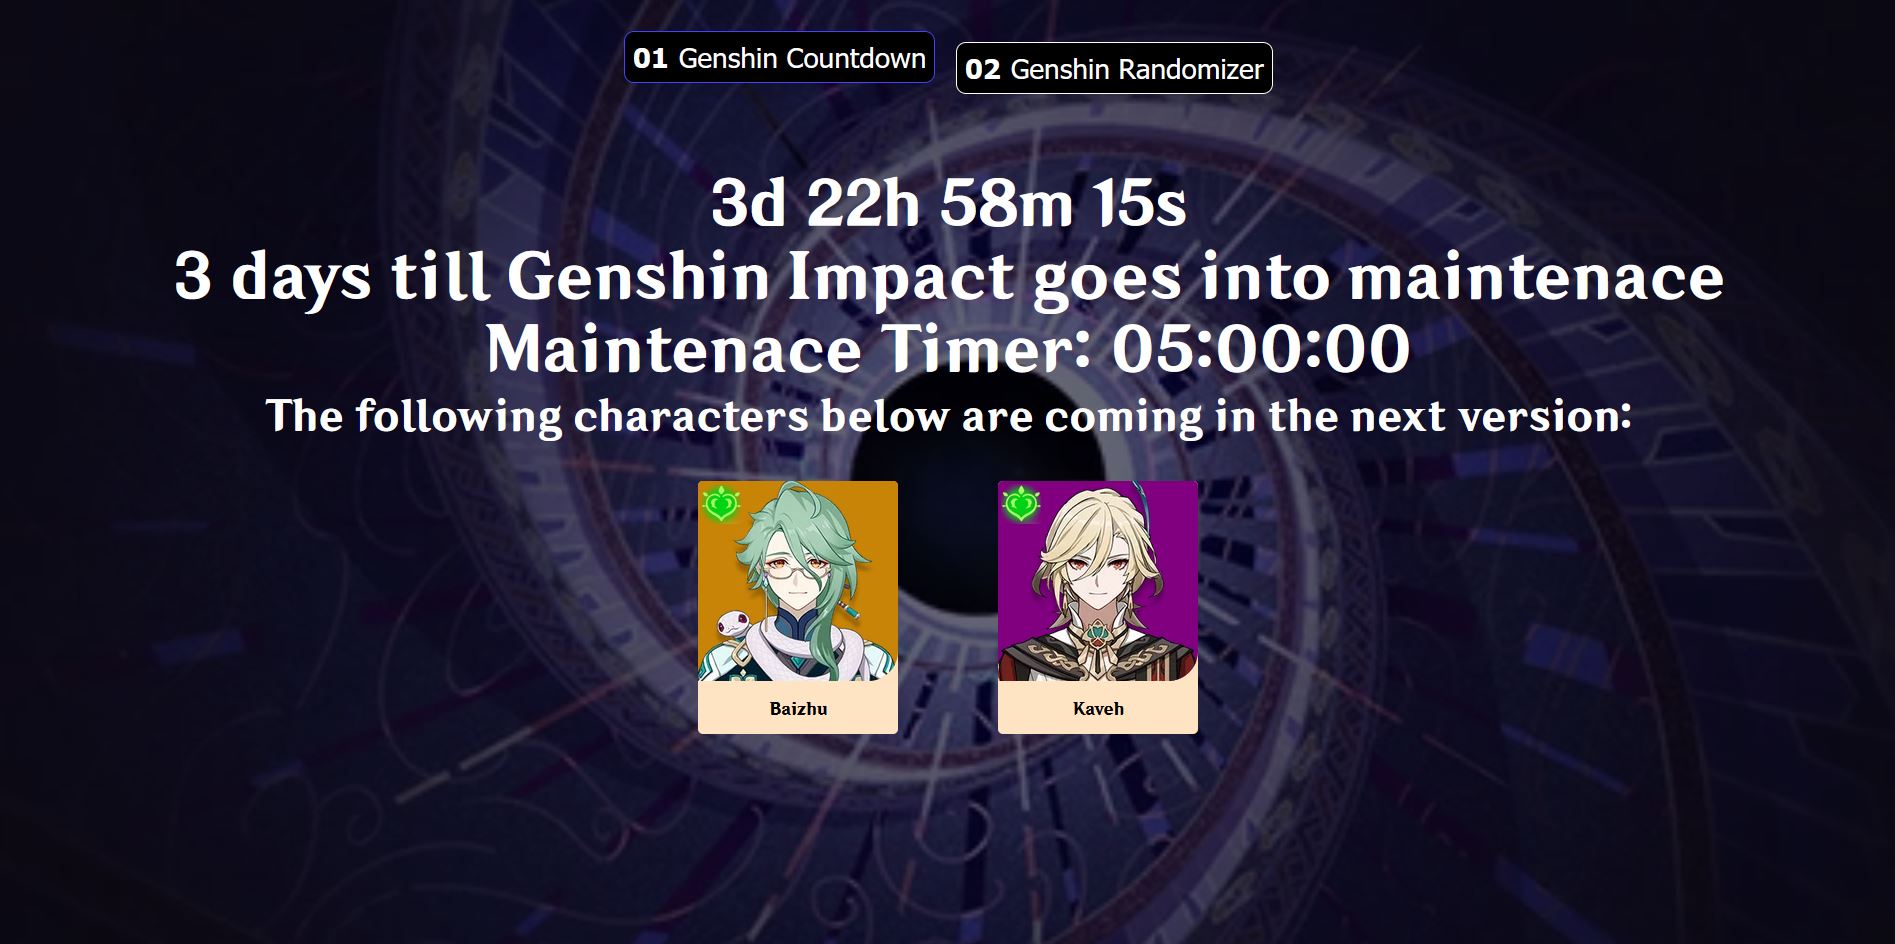 01 Genshin Countdown
02 Genshin Randomizer
3d 22h 58m 15s
3 days till Genshin Impact goes into maintenace
Maintenace Timer: 05:00:00
The following characters below are coming in the next version:
Baizhu
Kaveh